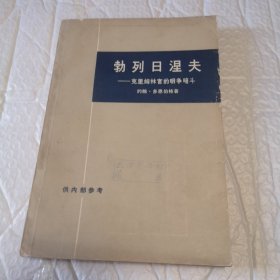 勃列日涅夫
——克里姆林宫的明争暗斗
约翰·多恩伯格著
供内部参考